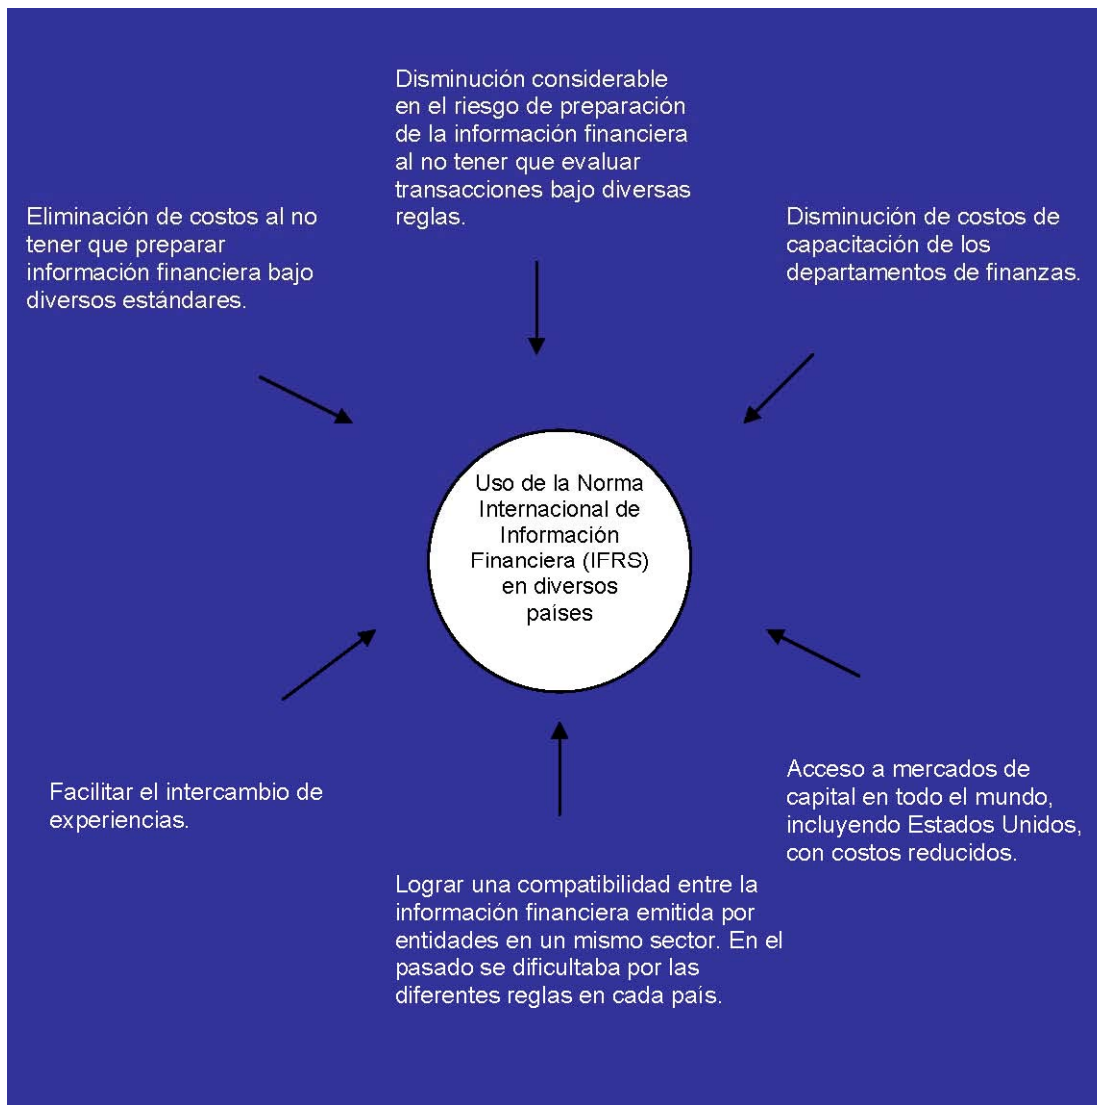 Disminución considerable
en el riesgo de preparación
de la información financiera
al no tener que evaluar
transacciones bajo diversas
reglas.
Eliminación de costos al no
tener que preparar
información financiera bajo
diversos estándares.
Disminución de costos de
capacitación de los
departamentos de finanzas.
Uso de la Norma
Internacional de
Información
Financiera (IFRS)
en diversos
países
Facilitar el intercambio de
experiencias.
Acceso a mercados de
capital en todo el mundo,
incluyendo Estados Unidos,
con costos reducidos.
Lograr una compatibilidad entre la
información financiera emitida por
entidades en un mismo sector. En el
pasado se dificultaba por las
diferentes reglas en cada país.